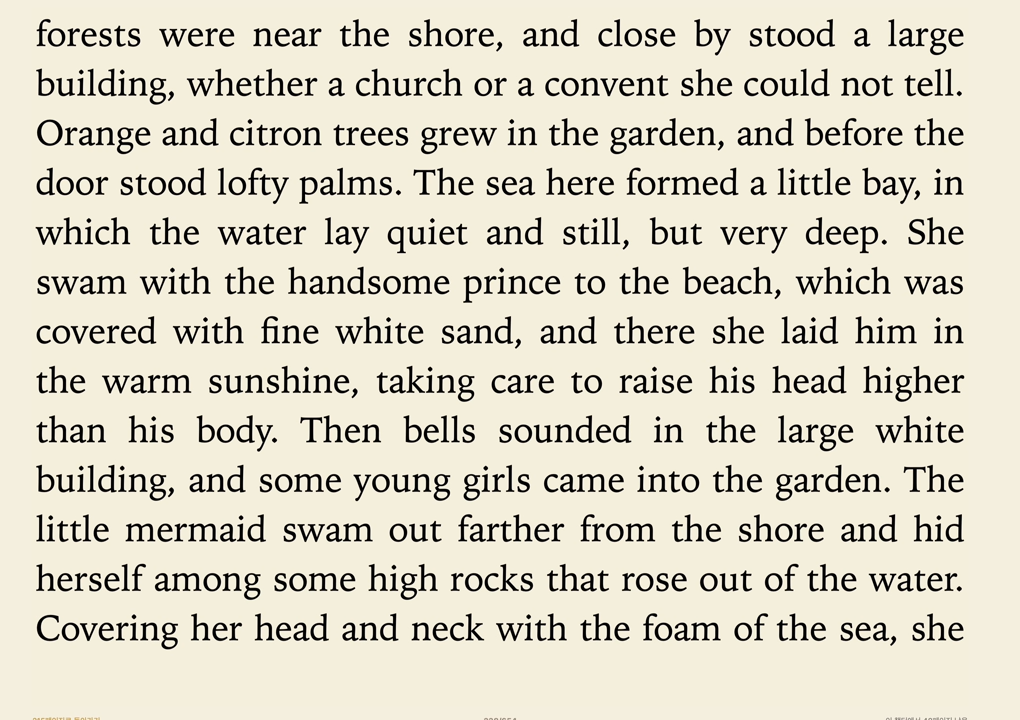 forests were near the shore, and close by stood a large
building, whether a church or a convent she could not tell.
Orange and citron trees grew in the garden, and before the
door stood lofty palms. The sea here formed a little bay, in
which the water lay quiet and still, but very deep. She
swam with the handsome prince to the beach, which was
covered with fine white sand, and there she laid him in
the warm sunshine, taking care to raise his head higher
than his body. Then bells sounded in the large white
building, and some young girls came into the garden. The
little mermaid swam out farther from the shore and hid
herself among some high rocks that rose out of the water.
Covering her head and neck with the foam of the sea, she